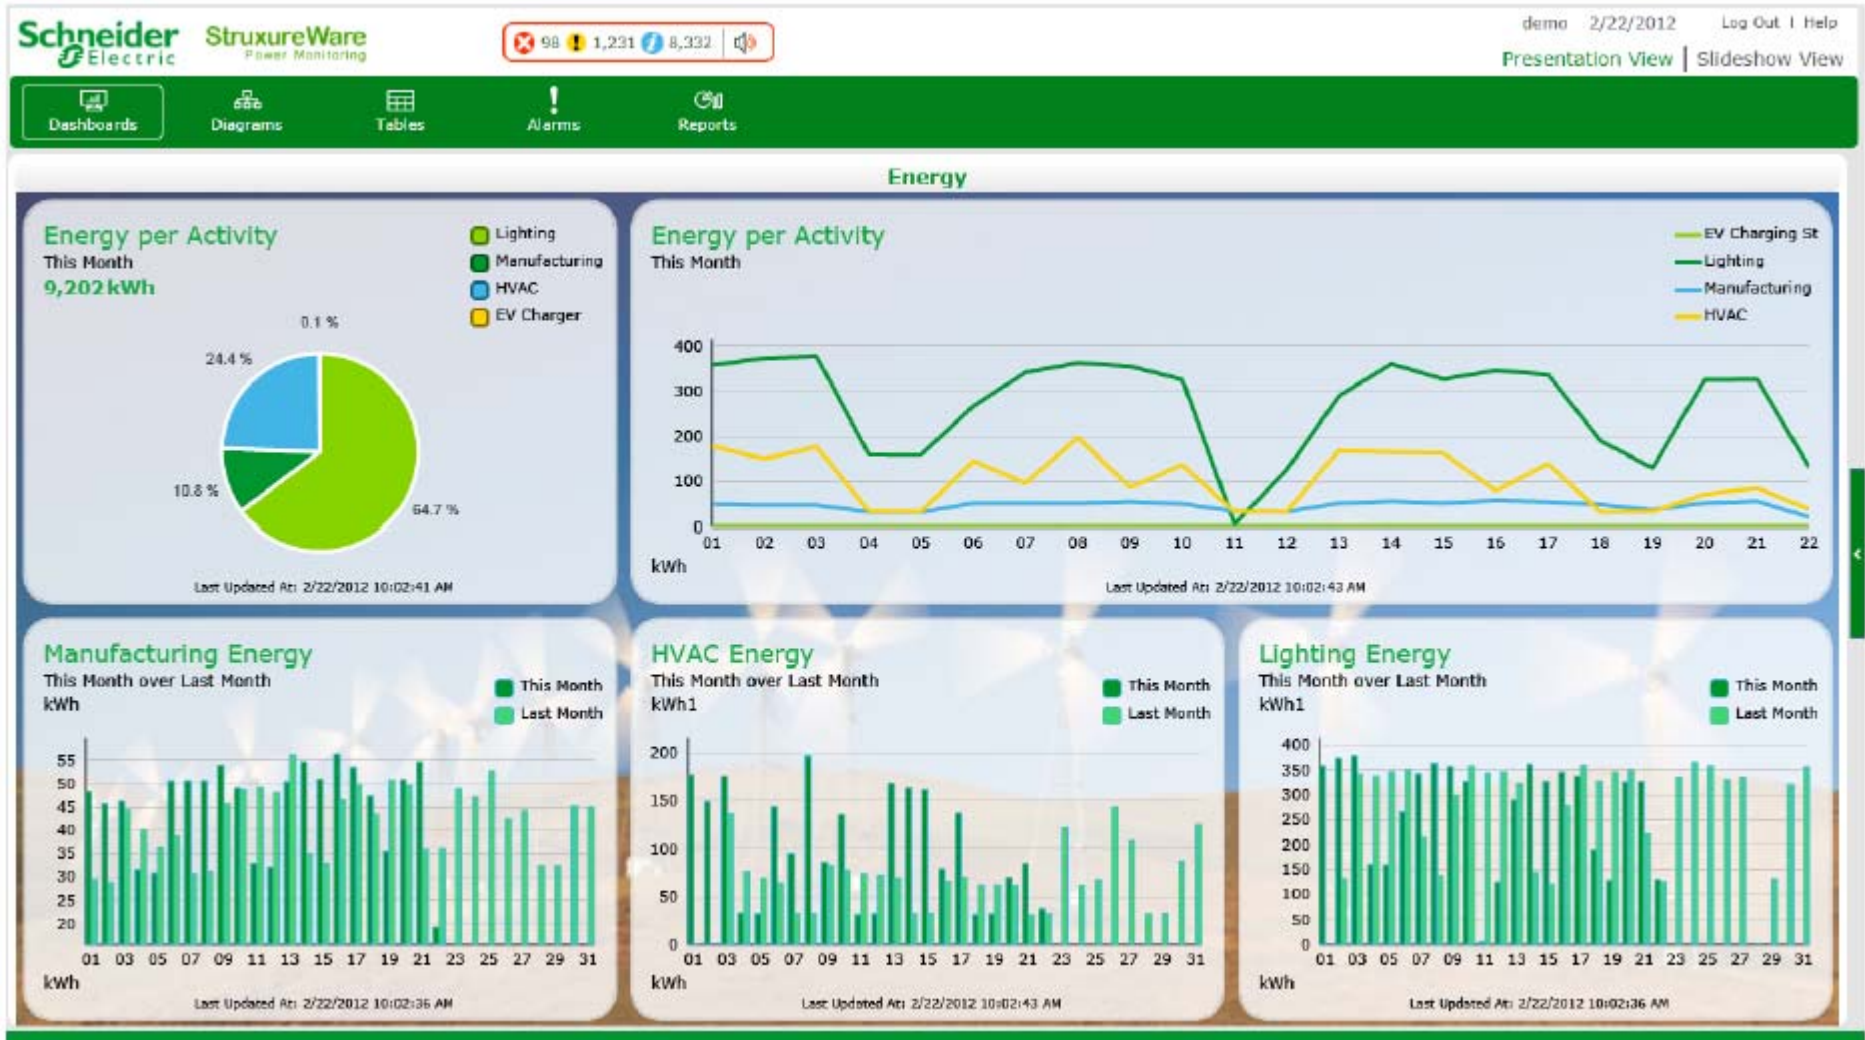 Schneider Electric
StruxureWare
Power Monitoring
98 1,231 8,332
demo 2/22/2012 Log Out | Help
Presentation View | Slideshow View
Dashboards Diagrams Tables Alarms Reports
Energy
Energy per Activity
This Month
9,202 kWh
Lighting
Manufacturing
HVAC
EV Charger
0.1 %
24.4 %
10.8 %
64.7 %
Last Updated At: 2/22/2012 10:02:41 AM
Energy per Activity
This Month
EV Charging St
Lighting
Manufacturing
HVAC
400
300
200
100
0
01 02 03 04 05 06 07 08 09 10 11 12 13 14 15 16 17 18 19 20 21 22
kWh
Last Updated At: 2/22/2012 10:02:43 AM
Manufacturing Energy
This Month over Last Month
kWh
This Month
Last Month
55
50
45
40
35
30
25
20
01 03 05 07 09 11 13 15 17 19 21 23 25 27 29 31
kWh
Last Updated At: 2/22/2012 10:02:36 AM
HVAC Energy
This Month over Last Month
kWh1
This Month
Last Month
200
150
100
50
0
01 03 05 07 09 11 13 15 17 19 21 23 25 27 29 31
kWh
Last Updated At: 2/22/2012 10:02:43 AM
Lighting Energy
This Month over Last Month
kWh1
This Month
Last Month
400
350
300
250
200
150
100
50
0
01 03 05 07 09 11 13 15 17 19 21 23 25 27 29 31
kWh
Last Updated At: 2/22/2012 10:02:36 AM